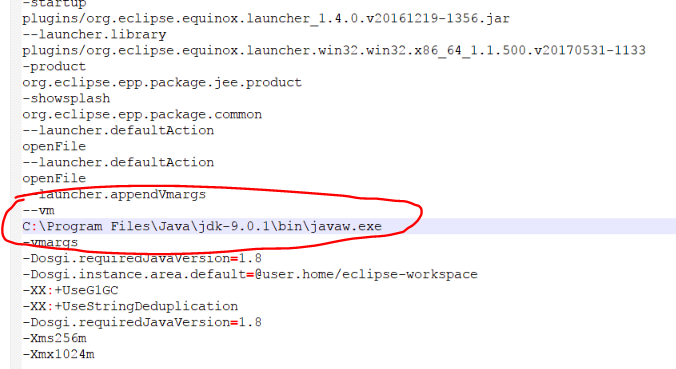 -startup
plugins/org.eclipse.equinox.launcher_1.4.0.v20161219-1356.jar
--launcher.library
plugins/org.eclipse.equinox.launcher.win32.win32.x86_64_1.1.500.v20170531-1133
-product
org.eclipse.epp.package.jee.product
-showsplash
org.eclipse.epp.package.common
--launcher.defaultAction
openFile
--launcher.defaultAction
openFile
--launcher.appendVmargs
--vm
C:\Program Files\Java\jdk-9.0.1\bin\javaw.exe
-vmargs
-Dosgi.requiredJavaVersion=1.8
-Dosgi.instance.area.default=@user.home/eclipse-workspace
-XX:+UseG1GC
-XX:+UseStringDeduplication
-Dosgi.requiredJavaVersion=1.8
-Xms256m
-Xmx1024m